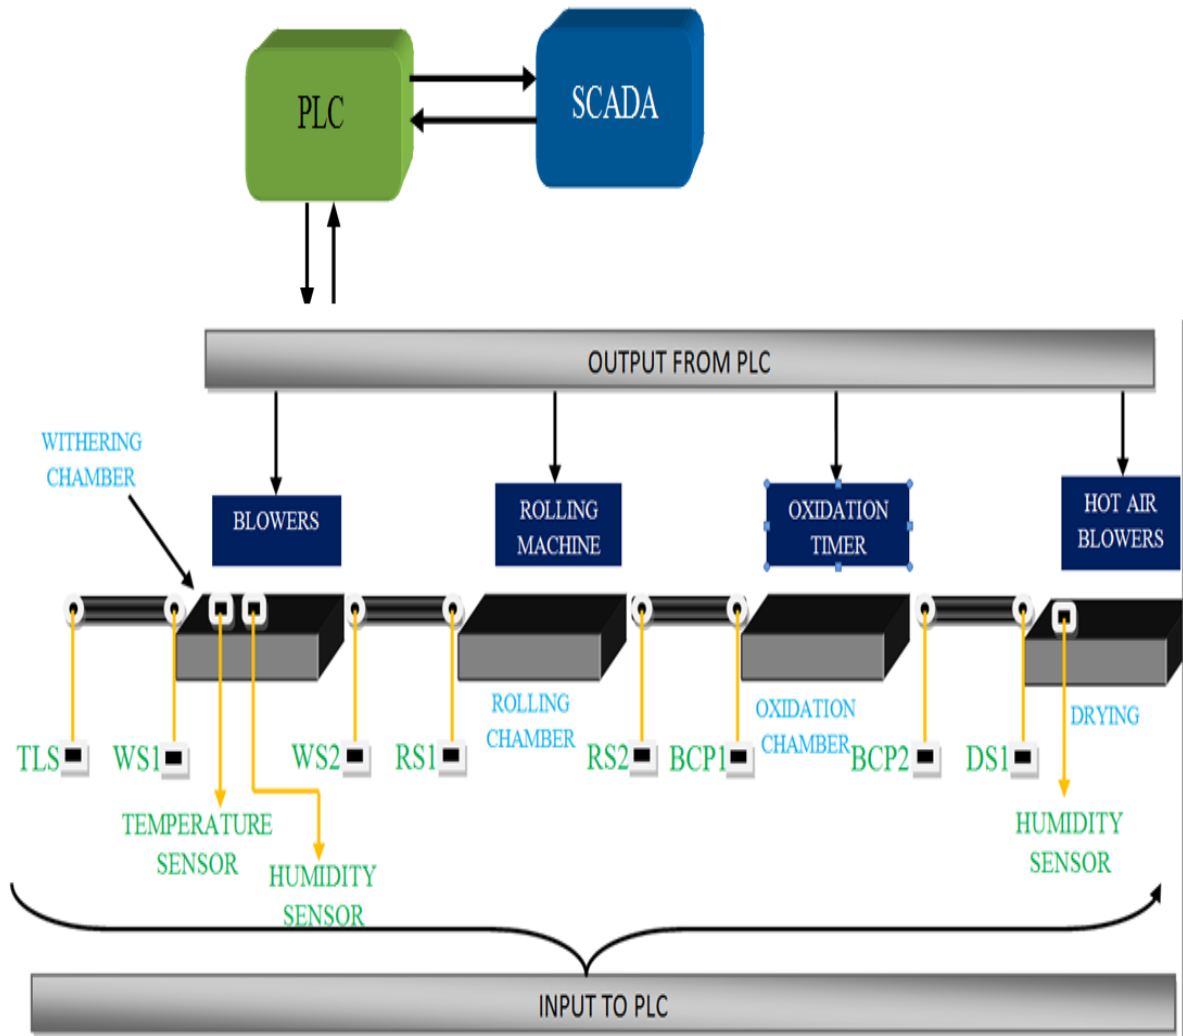 PLC
SCADA
OUTPUT FROM PLC
WITHERING
CHAMBER
BLOWERS
ROLLING
MACHINE
OXIDATION
TIMER
HOT AIR
BLOWERS
ROLLING
CHAMBER
OXIDATION
CHAMBER
DRYING
TLS
WS1
WS2
RS1
RS2
BCP1
BCP2
DS1
TEMPERATURE
SENSOR
HUMIDITY
SENSOR
HUMIDITY
SENSOR
INPUT TO PLC